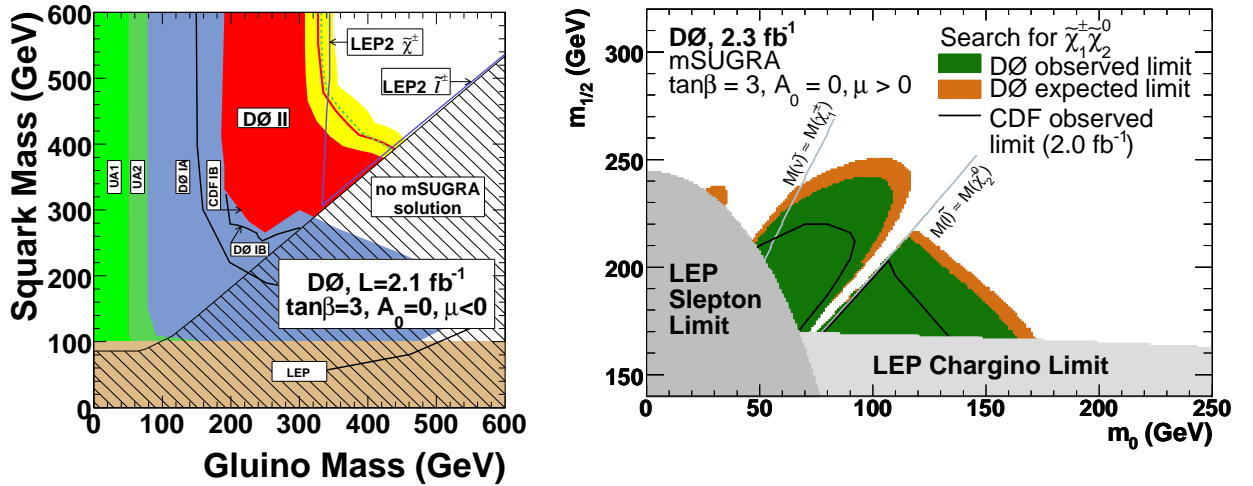 Squark Mass (GeV)
600
500
400
300
200
100
0
0 100 200 300 400 500 600
Gluino Mass (GeV)
UA1
UA2
DØ IA
CDF IB
DØ IB
DØ II
LEP2 χ̃±
LEP2 l̃±
no mSUGRA
solution
DØ, L=2.1 fb⁻¹
tanβ=3, A₀=0, μ<0
LEP
m₁/₂ (GeV)
300
250
200
150
0 50 100 150 200 250
m₀ (GeV)
DØ, 2.3 fb⁻¹
mSUGRA
tanβ = 3, A₀ = 0, μ > 0
Search for χ̃₁±χ̃₂⁰
DØ observed limit
DØ expected limit
CDF observed
limit (2.0 fb⁻¹)
M(ν̃) ≈ M(χ̃₁±)
M(l̃) ≈ M(χ̃₂⁰)
LEP
Slepton
Limit
LEP Chargino Limit